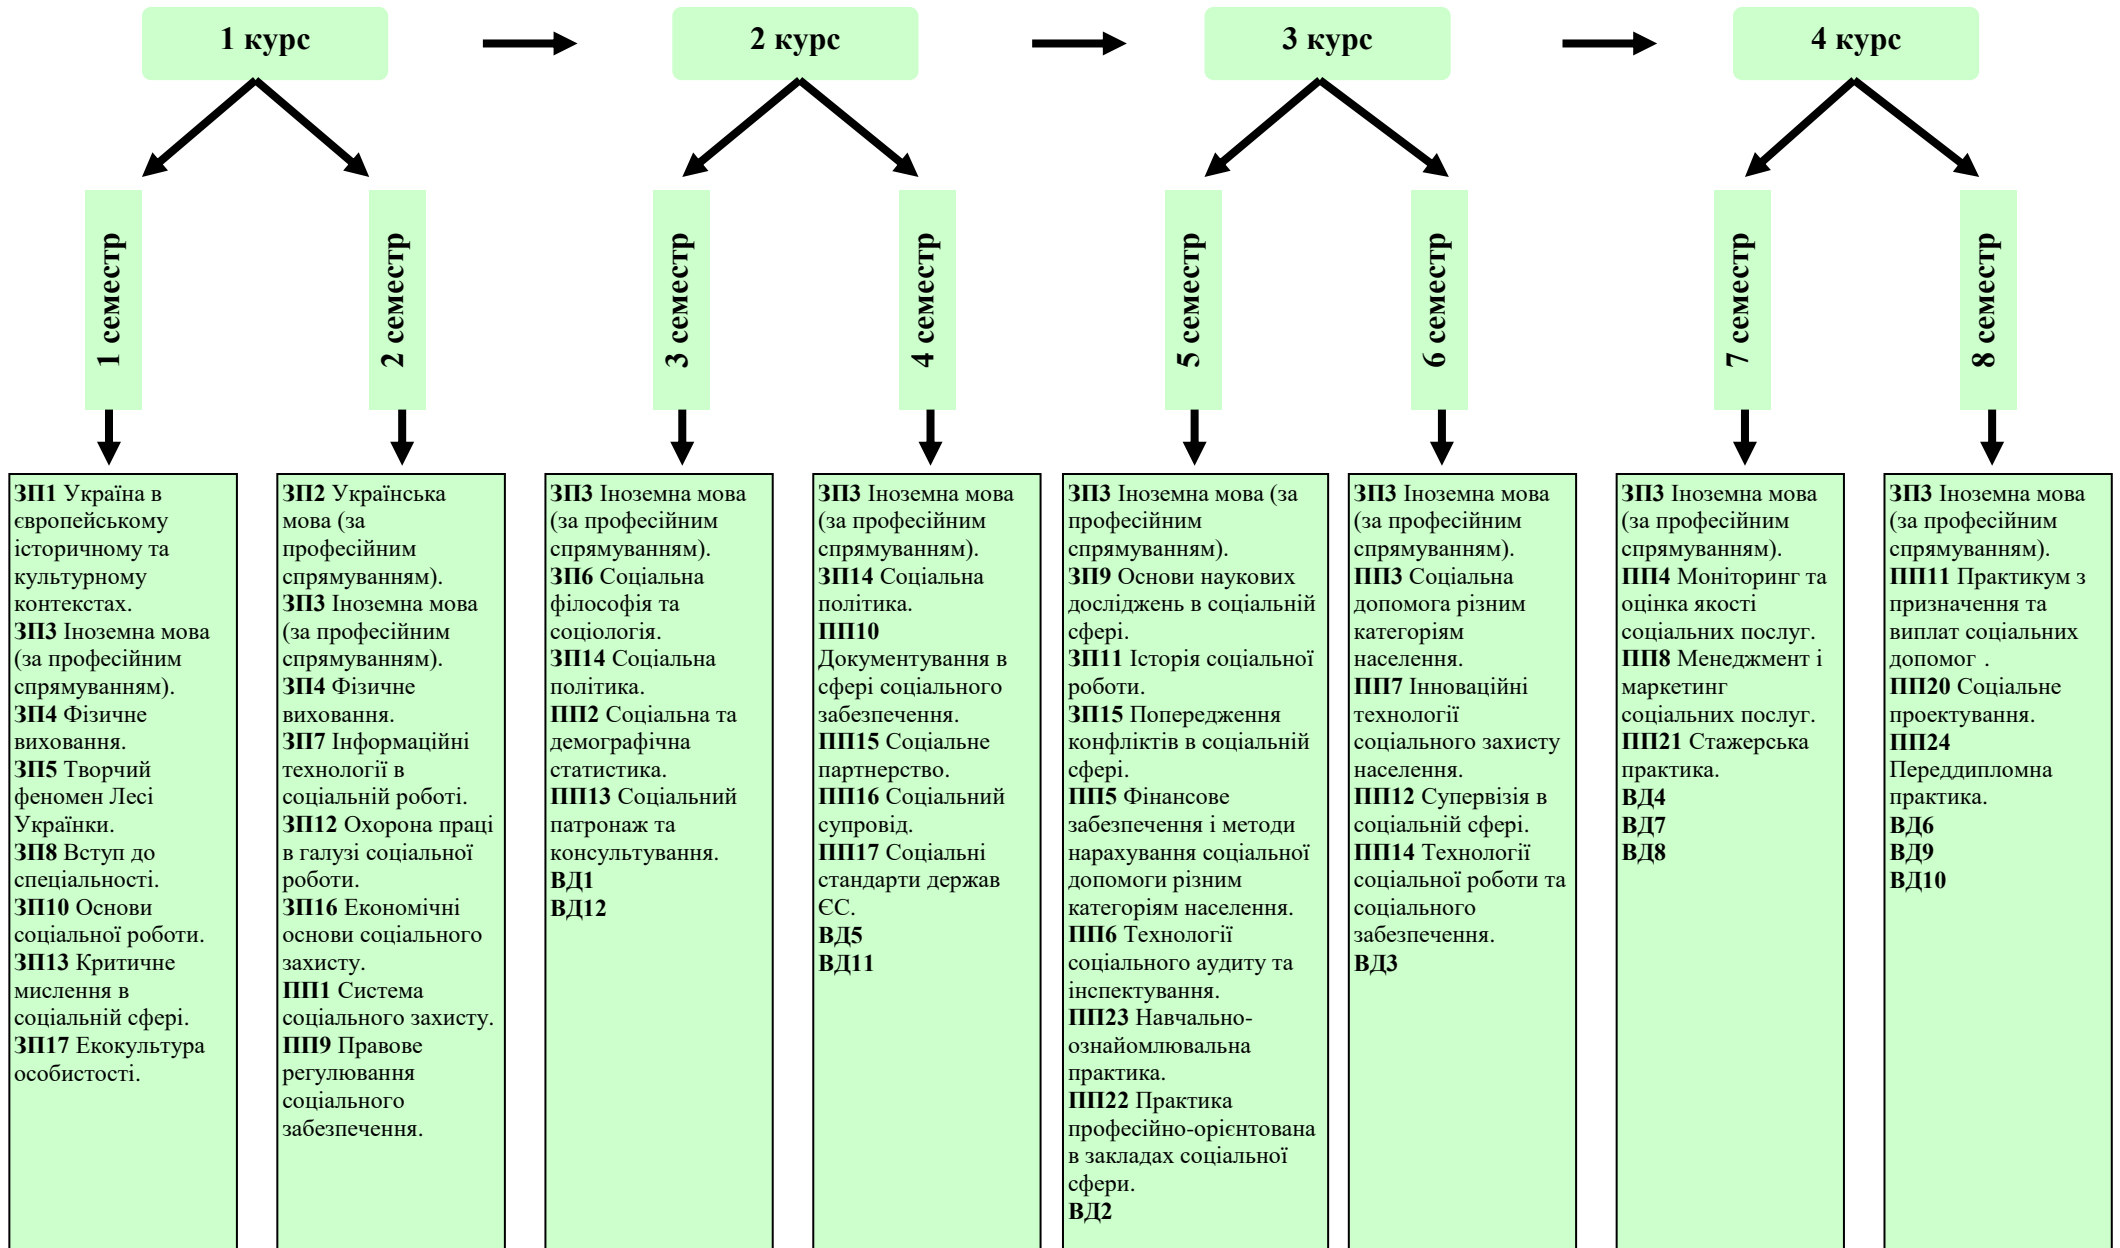 1 курс
2 курс
3 курс
4 курс
1 семестр
2 семестр
3 семестр
4 семестр
5 семестр
6 семестр
7 семестр
8 семестр
ЗП1 Україна в
європейському
історичному та
культурному
контекстах.
ЗП3 Іноземна мова
(за професійним
спрямуванням).
ЗП4 Фізичне
виховання.
ЗП5 Творчий
феномен Лесі
Українки.
ЗП8 Вступ до
спеціальності.
ЗП10 Основи
соціальної роботи.
ЗП13 Критичне
мислення в
соціальній сфері.
ЗП17 Екокультура
особистості.
ЗП2 Українська
мова (за
професійним
спрямуванням).
ЗП3 Іноземна мова
(за професійним
спрямуванням).
ЗП4 Фізичне
виховання.
ЗП7 Інформаційні
технології в
соціальній роботі.
ЗП12 Охорона праці
в галузі соціальної
роботи.
ЗП16 Економічні
основи соціального
захисту.
ПП1 Система
соціального захисту.
ПП9 Правове
регулювання
соціального
забезпечення.
ЗП3 Іноземна мова
(за професійним
спрямуванням).
ЗП6 Соціальна
філософія та
соціологія.
ЗП14 Соціальна
політика.
ПП2 Соціальна та
демографічна
статистика.
ПП13 Соціальний
патронаж та
консультування.
ВД1
ВД12
ЗП3 Іноземна мова
(за професійним
спрямуванням).
ЗП14 Соціальна
політика.
ПП10
Документування в
сфері соціального
забезпечення.
ПП15 Соціальне
партнерство.
ПП16 Соціальний
супровід.
ПП17 Соціальні
стандарти держав
ЄС.
ВД5
ВД11
ЗП3 Іноземна мова (за
професійним
спрямуванням).
ЗП9 Основи наукових
досліджень в соціальній
сфері.
ЗП11 Історія соціальної
роботи.
ЗП15 Попередження
конфліктів в соціальній
сфері.
ПП5 Фінансове
забезпечення і методи
нарахування соціальної
допомоги різним
категоріям населення.
ПП6 Технології
соціального аудиту та
інспектування.
ПП23 Навчально-
ознайомлювальна
практика.
ПП22 Практика
професійно-орієнтована
в закладах соціальної
сфери.
ВД2
ЗП3 Іноземна мова
(за професійним
спрямуванням).
ПП3 Соціальна
допомога різним
категоріям
населення.
ПП7 Інноваційні
технології
соціального захисту
населення.
ПП12 Супервізія в
соціальній сфері.
ПП14 Технології
соціальної роботи та
соціального
забезпечення.
ВД3
ЗП3 Іноземна мова
(за професійним
спрямуванням).
ПП4 Моніторинг та
оцінка якості
соціальних послуг.
ПП8 Менеджмент і
маркетинг
соціальних послуг.
ПП21 Стажерська
практика.
ВД4
ВД7
ВД8
ЗП3 Іноземна мова
(за професійним
спрямуванням).
ПП11 Практикум з
призначення та
виплат соціальних
допомог .
ПП20 Соціальне
проектування.
ПП24
Переддипломна
практика.
ВД6
ВД9
ВД10